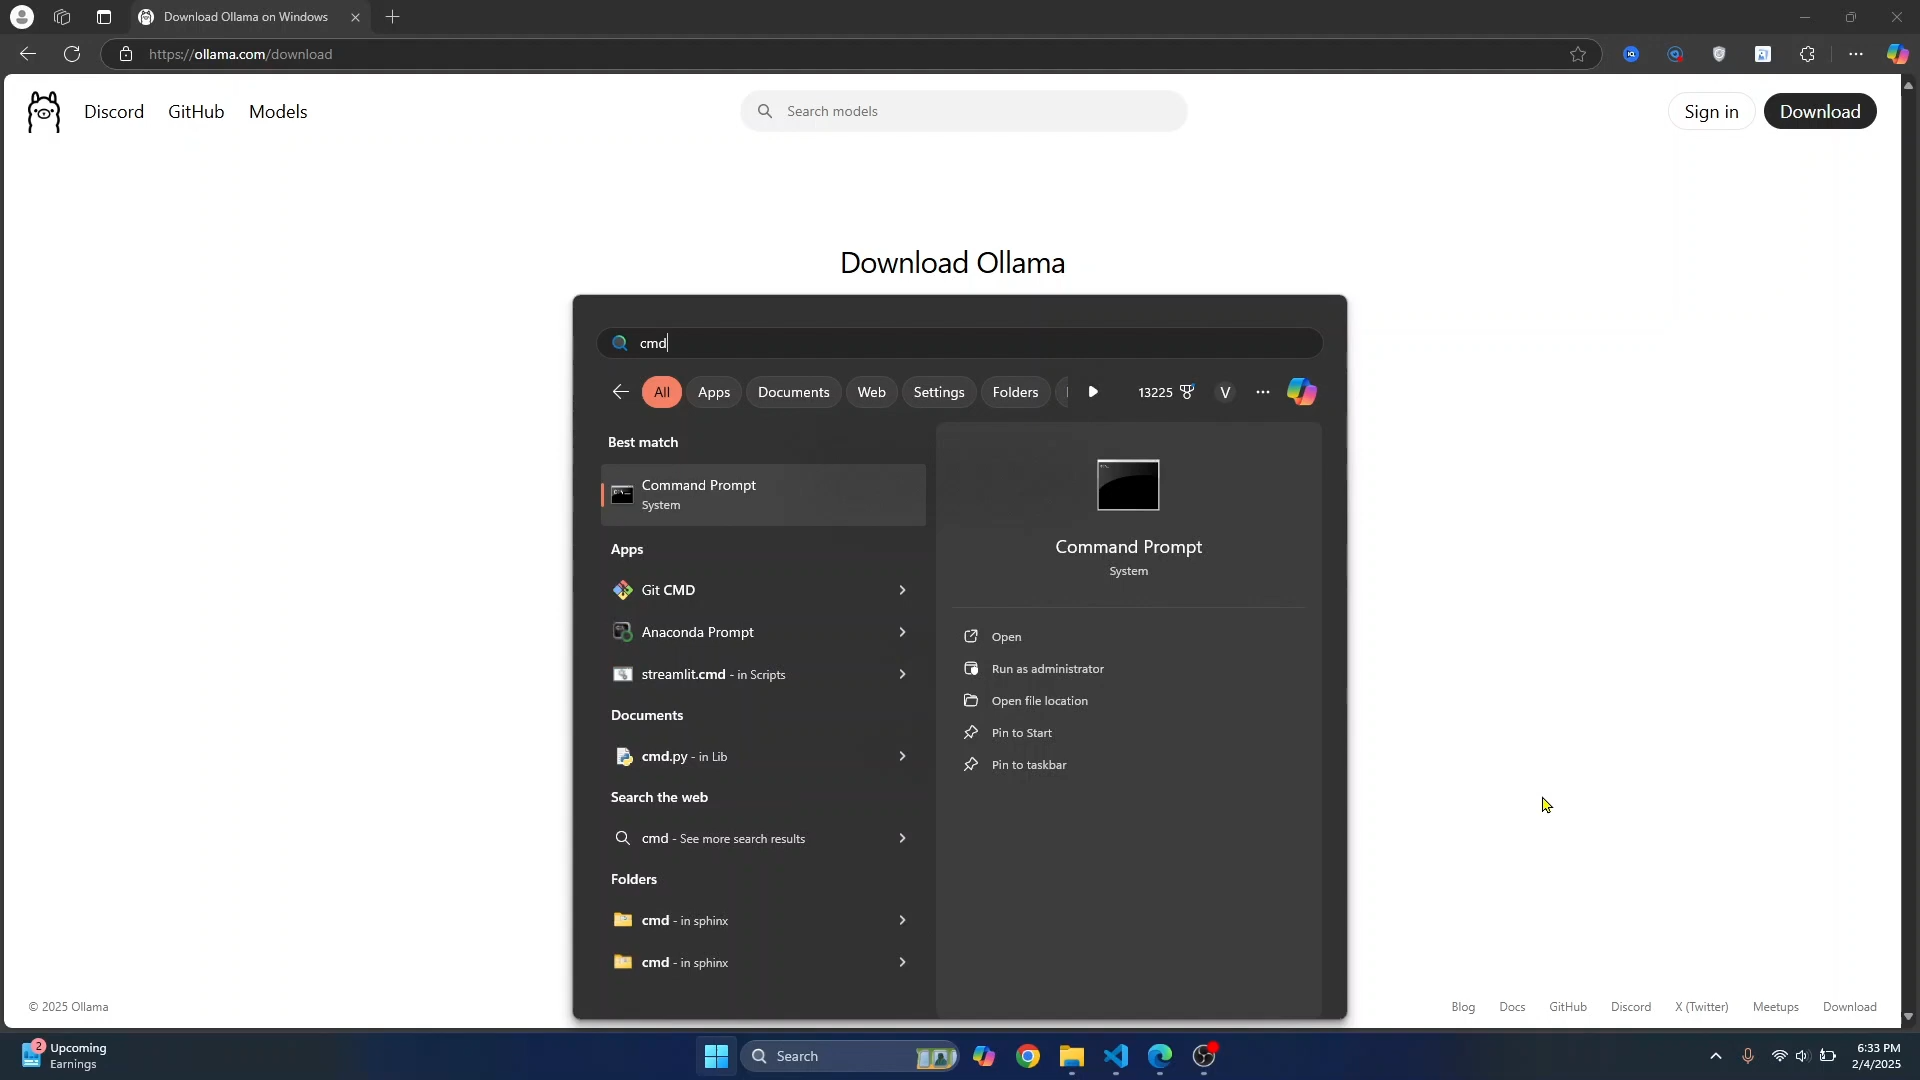 Download Ollama on Windows
https://ollama.com/download
Discord
GitHub
Models
Search models
Sign in
Download
Download Ollama
cmd
All
Apps
Documents
Web
Settings
Folders
13225
V
Best match
Command Prompt
System
Apps
Git CMD
Anaconda Prompt
streamlit.cmd - in Scripts
Documents
cmd.py - in Lib
Search the web
cmd - See more search results
Folders
cmd - in sphinx
cmd - in sphinx
Command Prompt
System
Open
Run as administrator
Open file location
Pin to Start
Pin to taskbar
© 2025 Ollama
Blog
Docs
GitHub
Discord
X (Twitter)
Meetups
Download
2
Upcoming
Earnings
Search
6:33 PM
2/4/2025